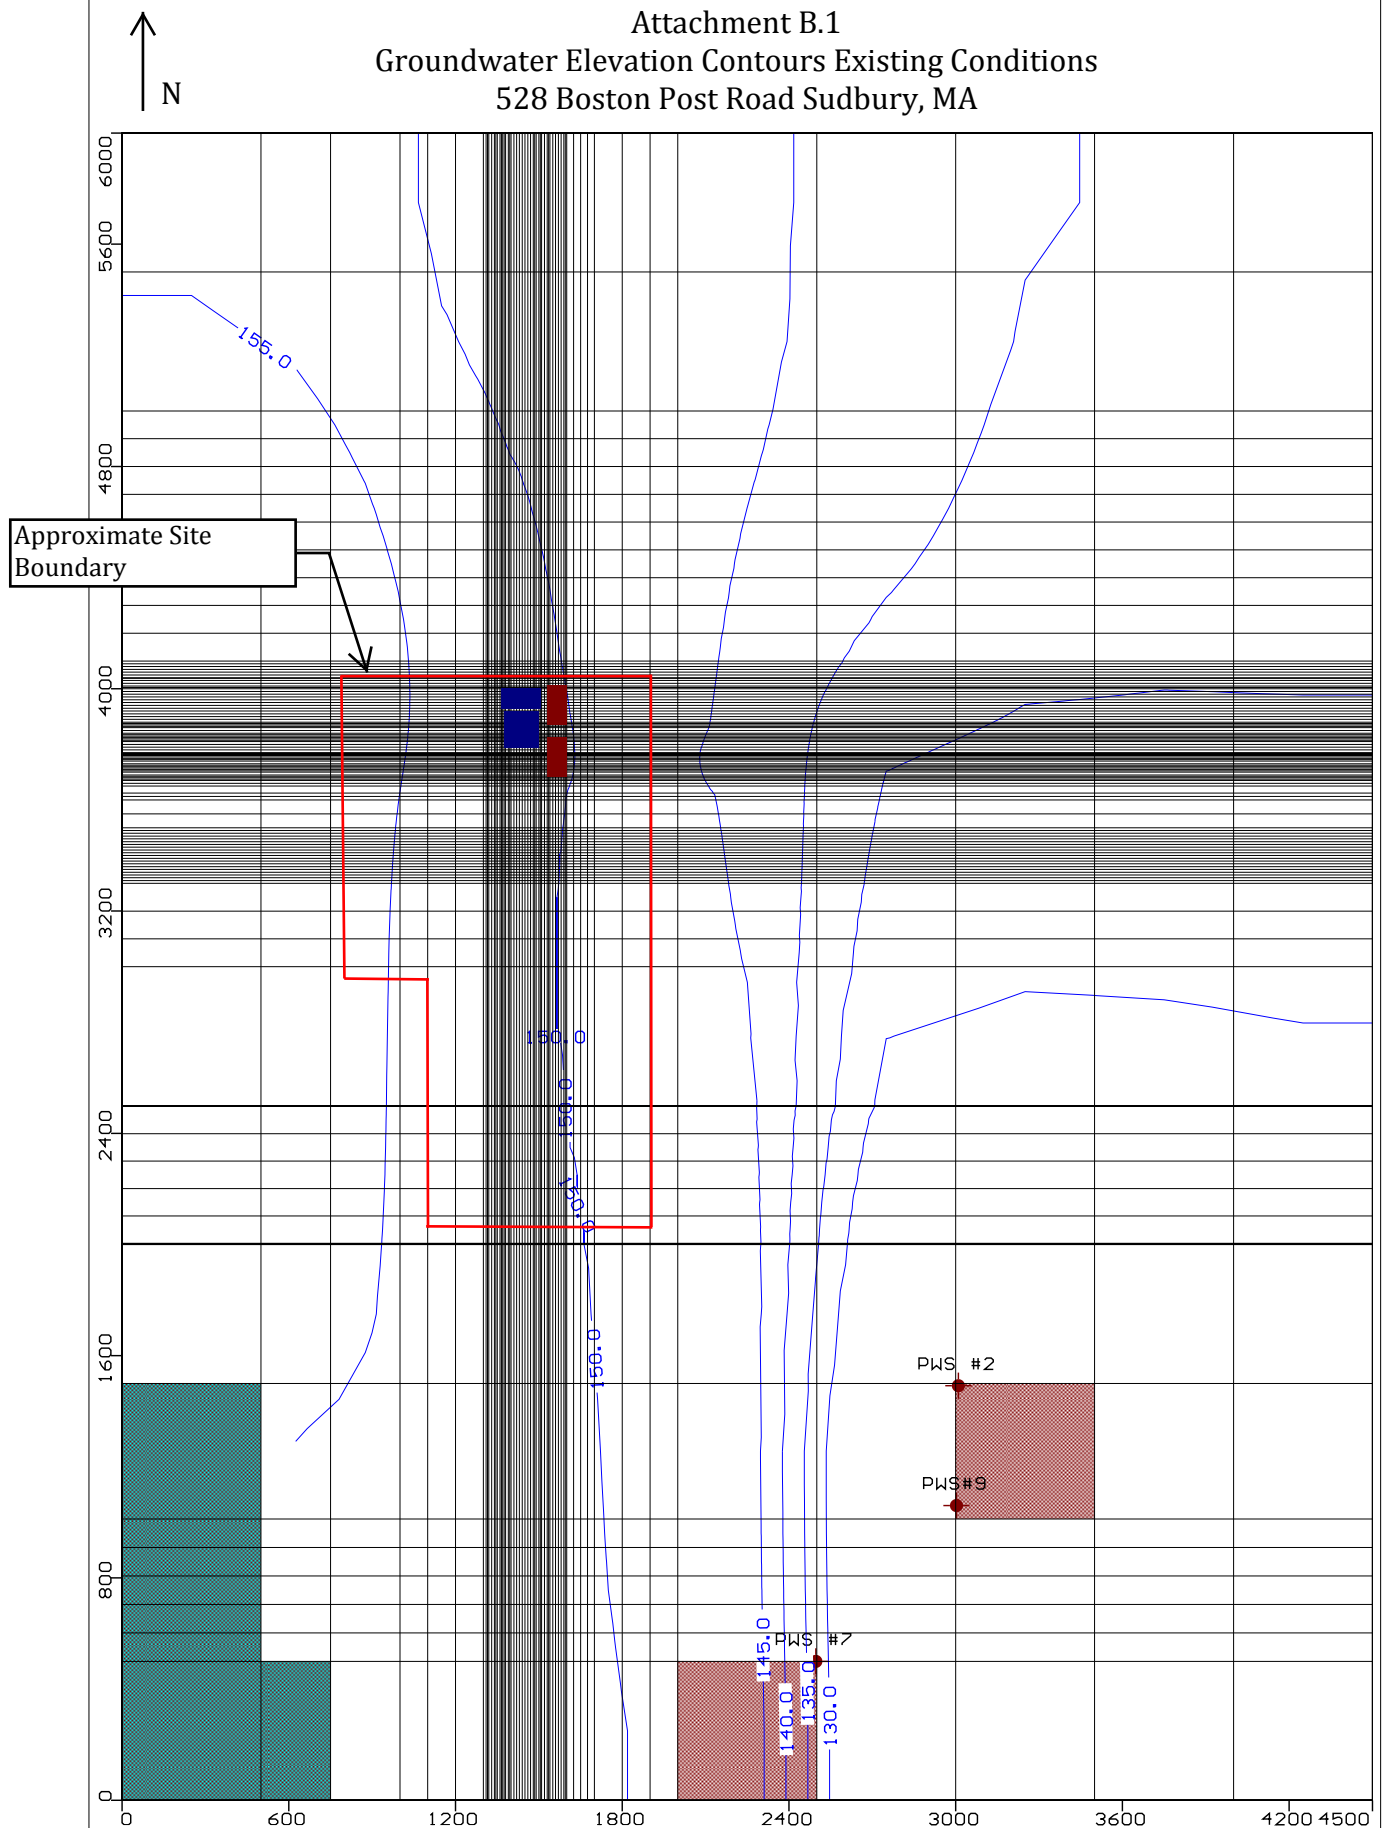 Attachment B.1
Groundwater Elevation Contours Existing Conditions
528 Boston Post Road Sudbury, MA
N
6000
5600
155.0
4800
Approximate Site
Boundary
4000
3200
150.0
150.0
2400
150.0
1600
150.0
PWS #2
PWS#9
800
PWS #7
145.0
140.0
135.0
130.0
0
0 600 1200 1800 2400 3000 3600 4200 4500